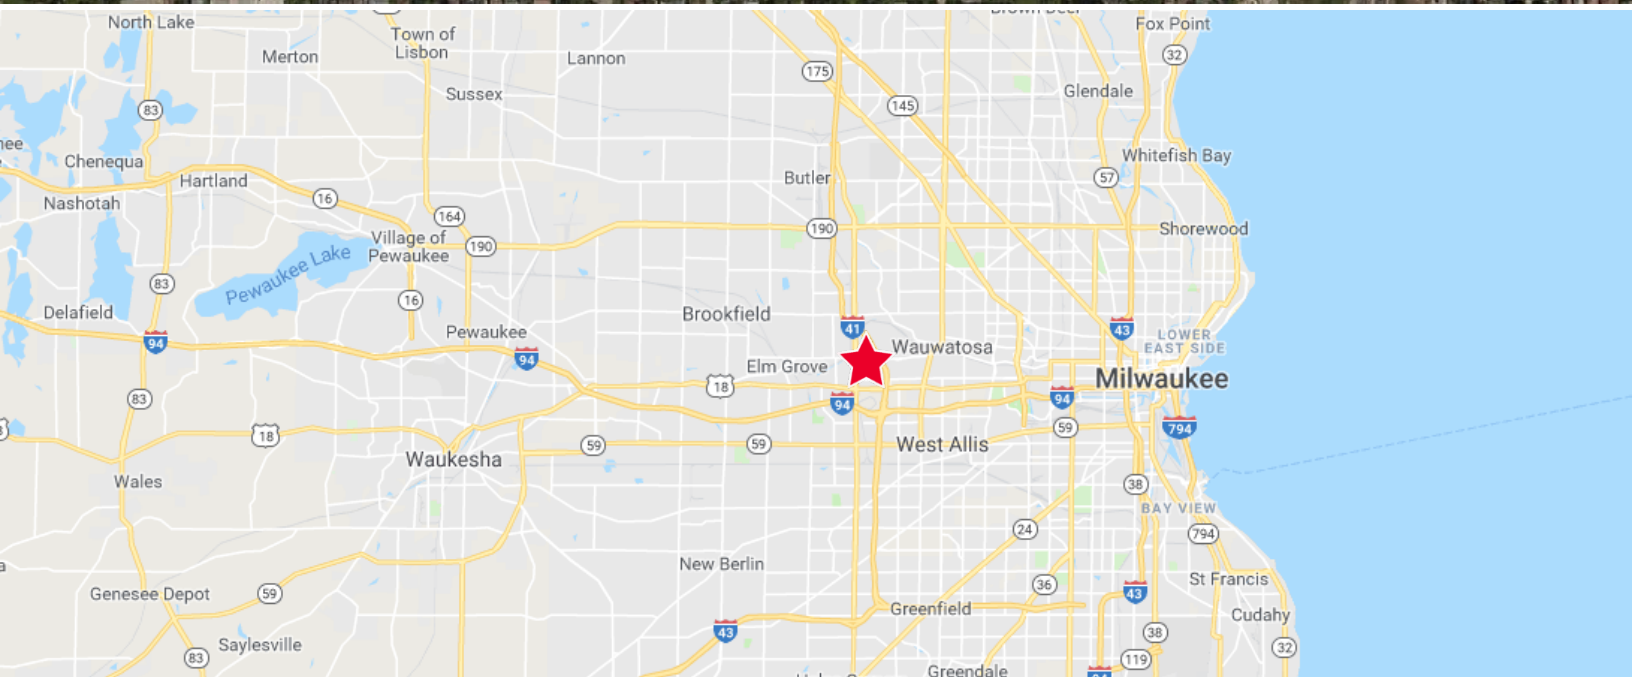 North Lake
Town of
Lisbon
Merton
Lannon
Fox Point
32
175
Glendale
Sussex
145
83
Whitefish Bay
Chenequa
Hartland
Butler
57
16
Nashotah
164
190
Shorewood
Village of
Pewaukee
190
Pewaukee Lake
83
16
Delafield
Brookfield
41
43
Pewaukee
LOWER
EAST SIDE
94
Wauwatosa
94
Elm Grove
Milwaukee
18
83
94
94
59
794
18
59
59
West Allis
Waukesha
Wales
38
BAY VIEW
24
794
New Berlin
St Francis
36
Genesee Depot
59
43
Greenfield
Cudahy
43
38
Saylesville
32
83
119
Greendale